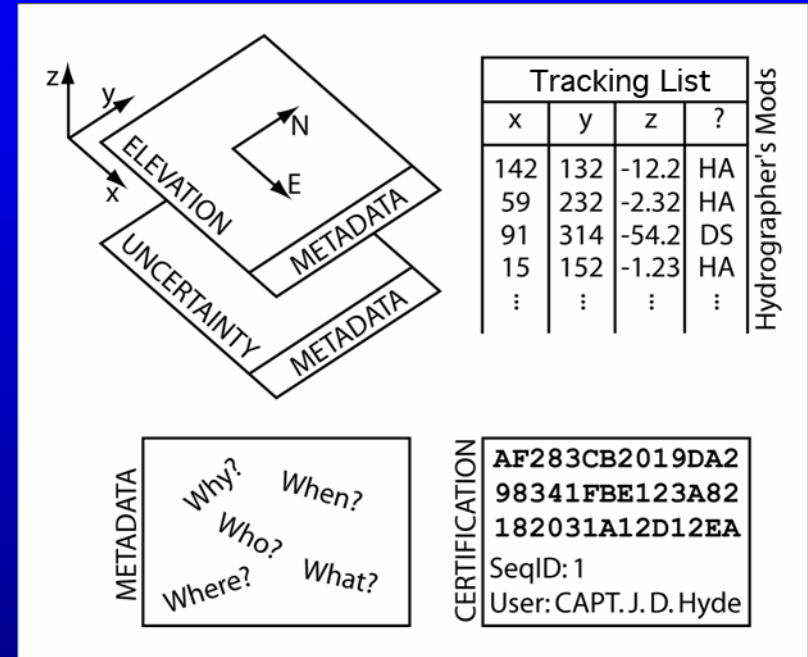 z
y
x
N
E
ELEVATION
METADATA
UNCERTAINTY
METADATA
Tracking List
x y z ?
142 132 -12.2 HA
59 232 -2.32 HA
91 314 -54.2 DS
15 152 -1.23 HA
⋮ ⋮ ⋮ ⋮
Hydrographer's Mods
METADATA
Why?
When?
Who?
What?
Where?
CERTIFICATION
AF283CB2019DA2
98341FBE123A82
182031A12D12EA
SeqID: 1
User: CAPT. J. D. Hyde